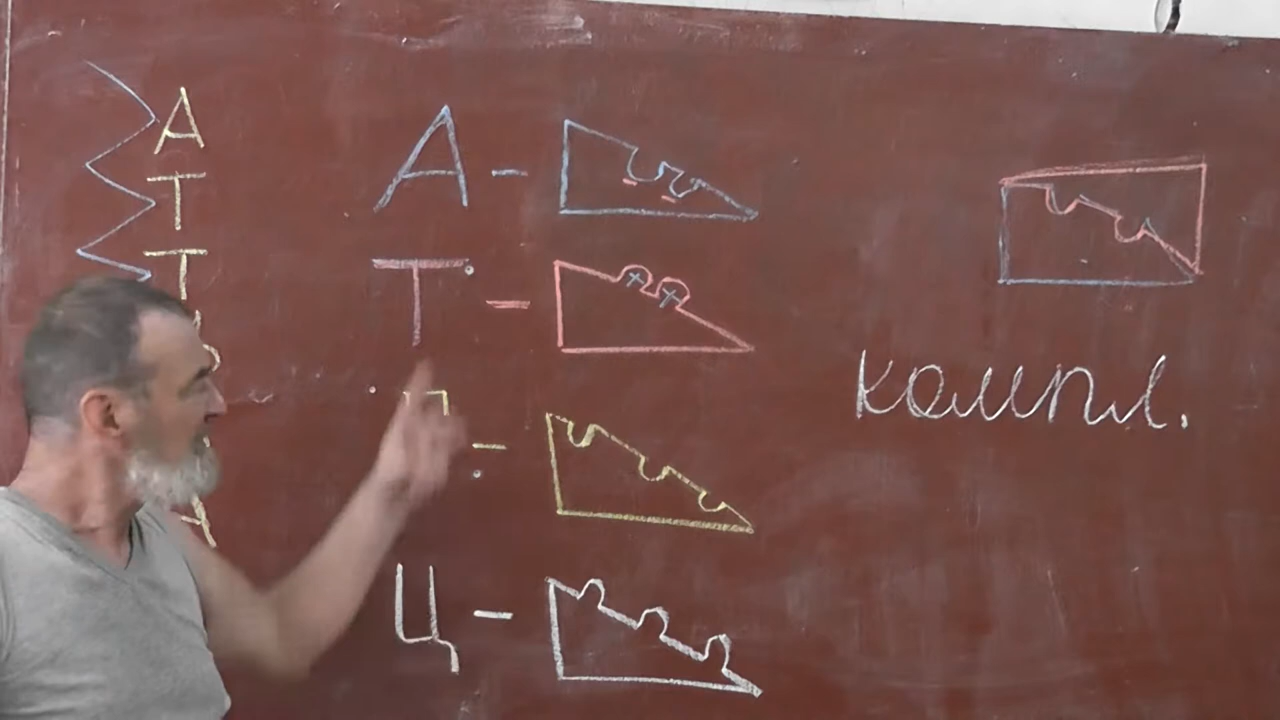 А
Т
Т
А –
Т –
–
Ц –
компл.